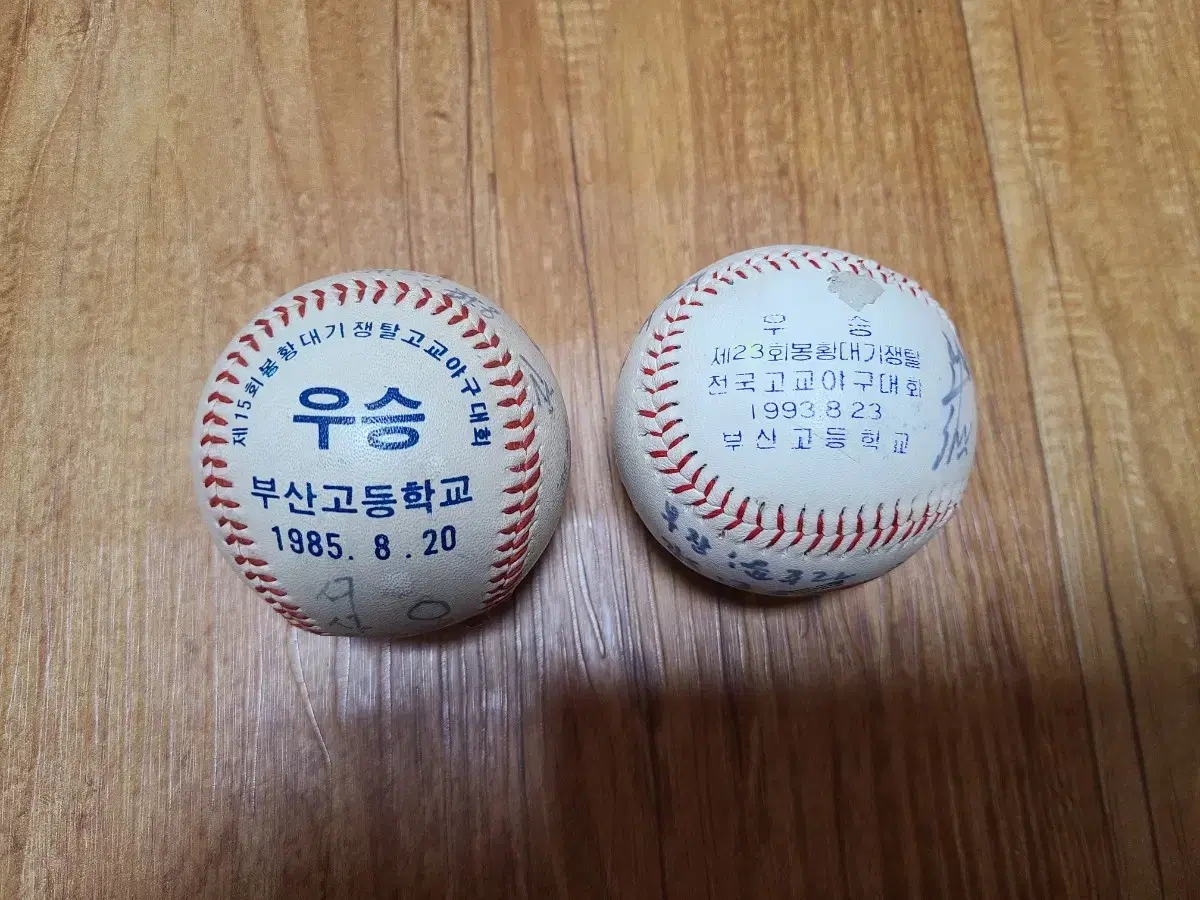 제15회봉황대기쟁탈고교야구대회
우승
부산고등학교
1985. 8. 20
우 승
제23회봉황대기쟁탈
전국고교야구대회
1993 8 23
부산고등학교